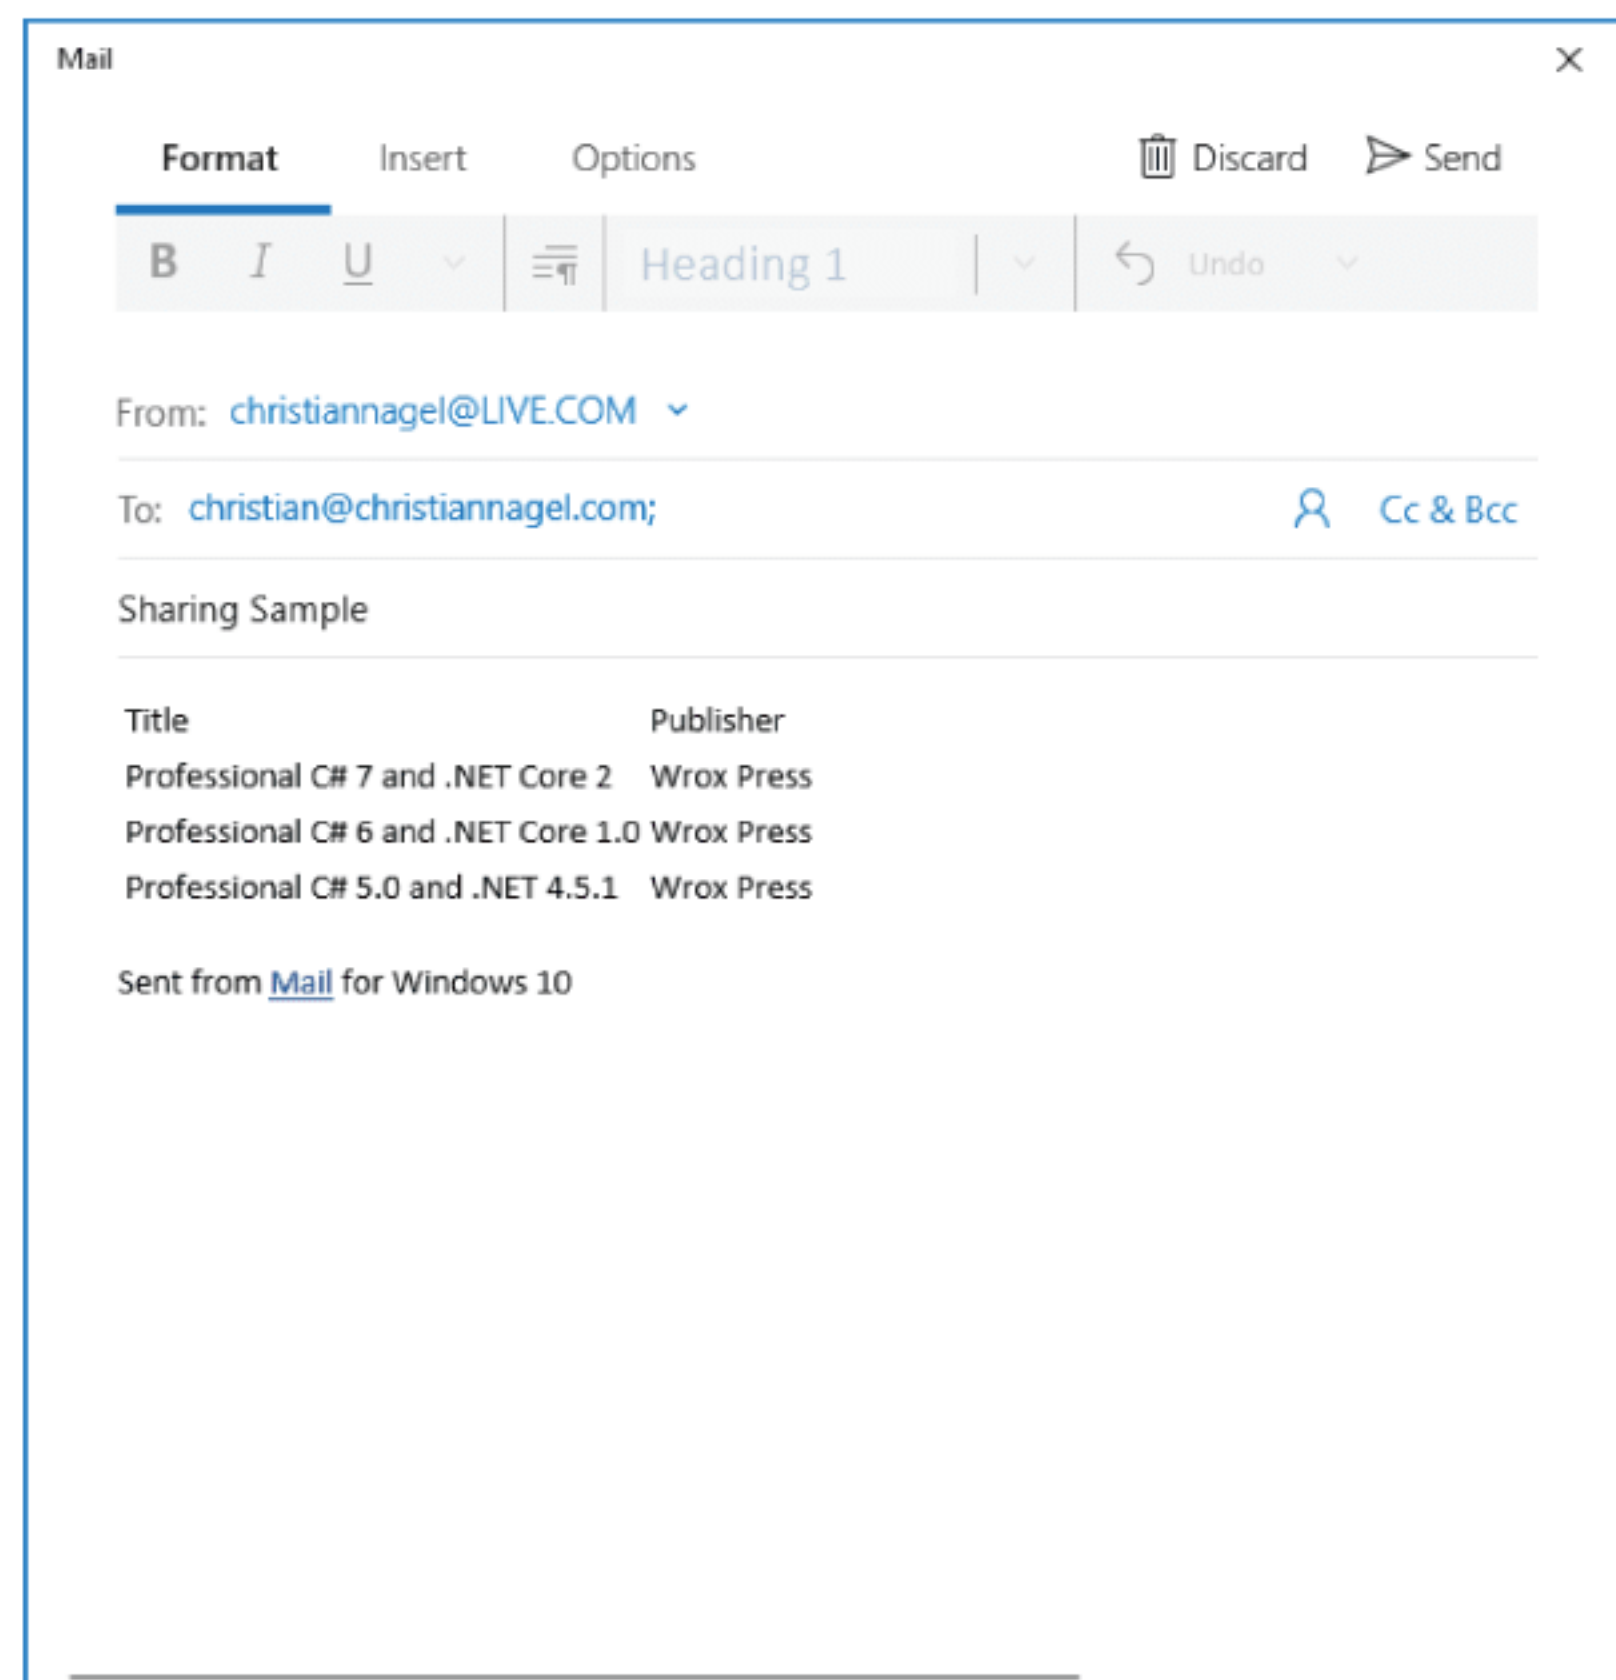 Mail
Format Insert Options Discard Send
B I U Heading 1 Undo
From: christiannagel@LIVE.COM
To: christian@christiannagel.com; Cc & Bcc
Sharing Sample
Title Publisher
Professional C# 7 and .NET Core 2 Wrox Press
Professional C# 6 and .NET Core 1.0 Wrox Press
Professional C# 5.0 and .NET 4.5.1 Wrox Press
Sent from Mail for Windows 10